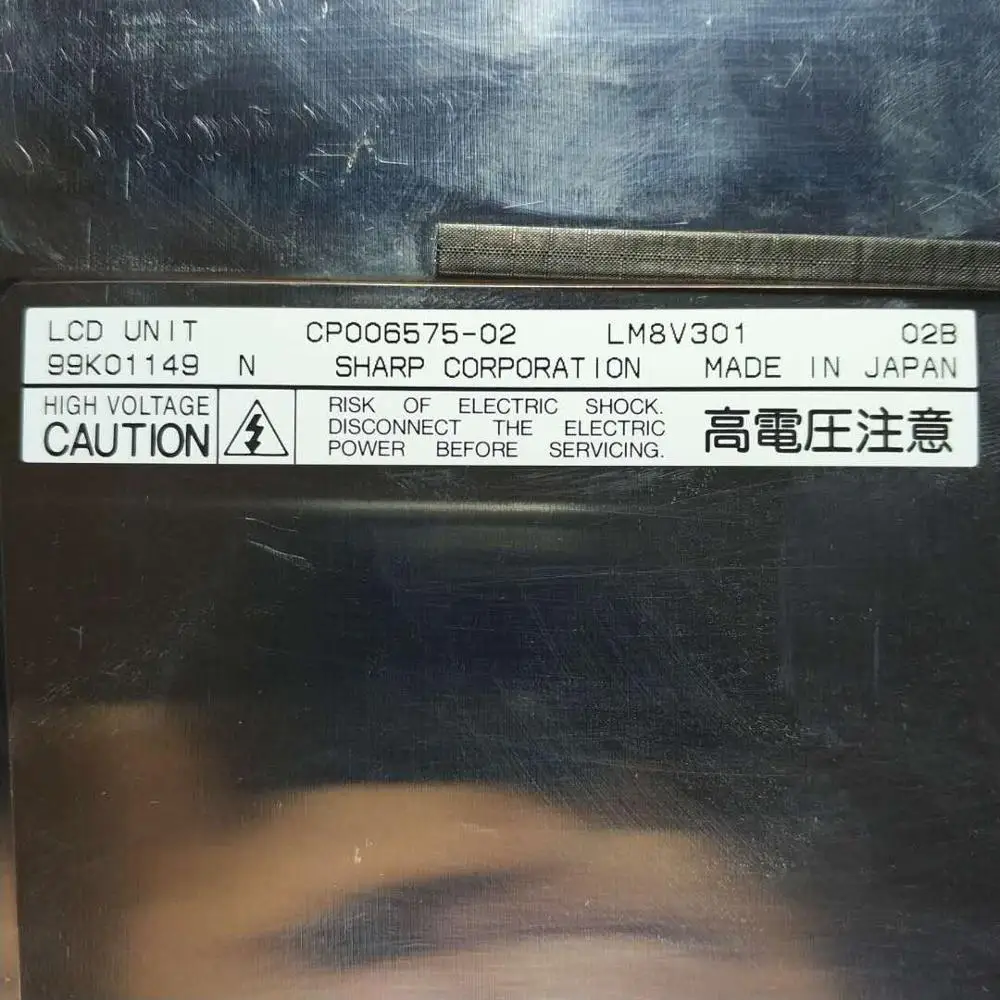 LCD UNIT CP006575-02 LM8V301 02B
99K01149 N SHARP CORPORATION MADE IN JAPAN
HIGH VOLTAGE
CAUTION
RISK OF ELECTRIC SHOCK.
DISCONNECT THE ELECTRIC
POWER BEFORE SERVICING.
高電圧注意